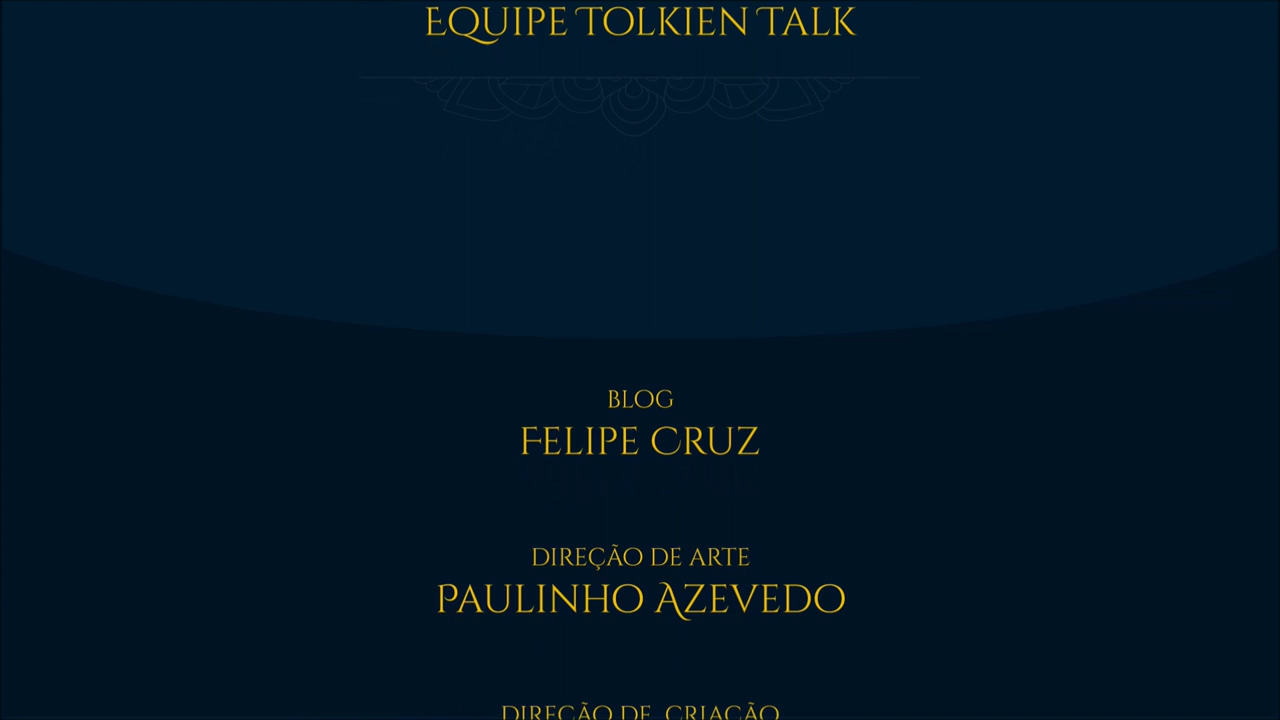 Equipe Tolkien Talk
Blog
Felipe Cruz
Direção de Arte
Paulinho Azevedo
Direção de Criação